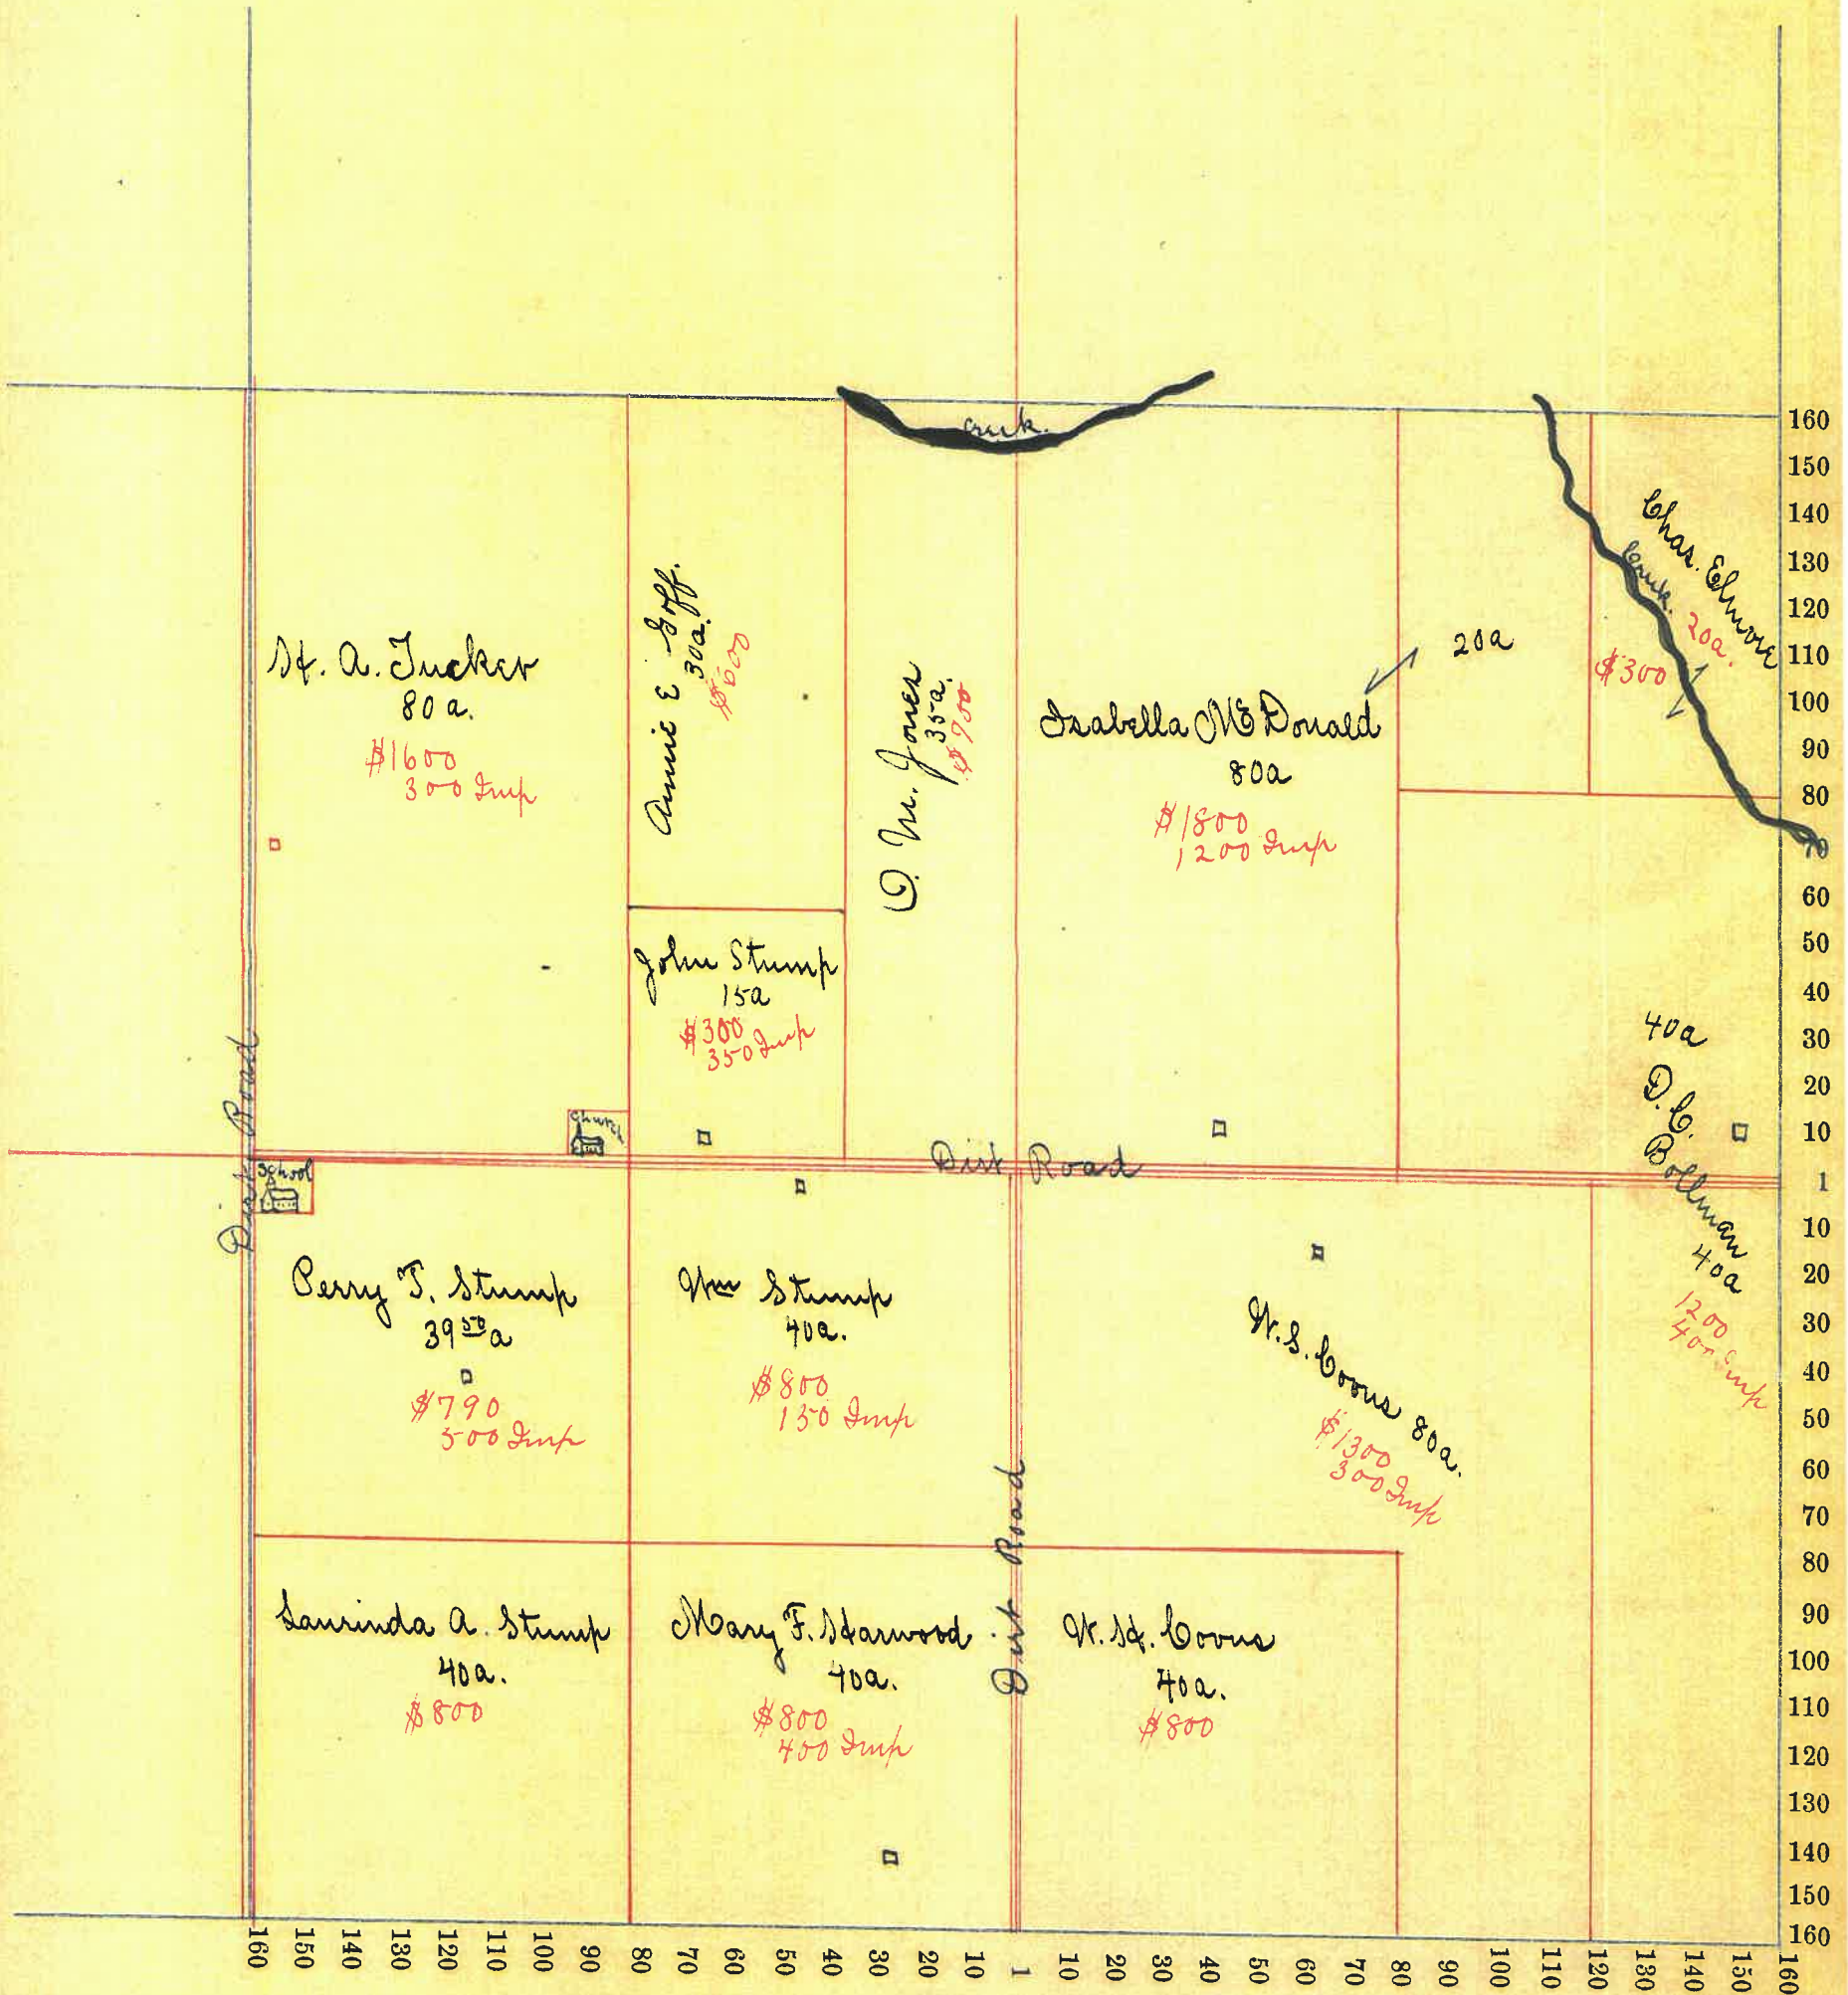 creek.
H. A. Tucker
80 a.
$1600
300 Imp
Annie E Goff.
30a.
$600
O. M. Jones
35a.
$700
Isabella McDonald
80a
$1800
1200 Imp
20a
Chas. Elmore
Creek.
20a.
$300
John Stump
15a
$300
350 Imp
40a
D. C.
Bollman
40a
1200
400 Imp
Church
School
Dirt Road
Dirt Road
Perry T. Stump
39 50 a
$790
500 Imp
Wm Stump
40a.
$800
150 Imp
W. S. Coons 80a.
$1300
300 Imp
Laurinda A. Stump
40a.
$800
Mary F. Harwood
40a.
$800
400 Imp
Dirt Road
W. H. Coons
40a.
$800
160
150
140
130
120
110
100
90
80
70
60
50
40
30
20
10
1
10
20
30
40
50
60
70
80
90
100
110
120
130
140
150
160
160 150 140 130 120 110 100 90 80 70 60 50 40 30 20 10 1 10 20 30 40 50 60 70 80 90 100 110 120 130 140 150 160